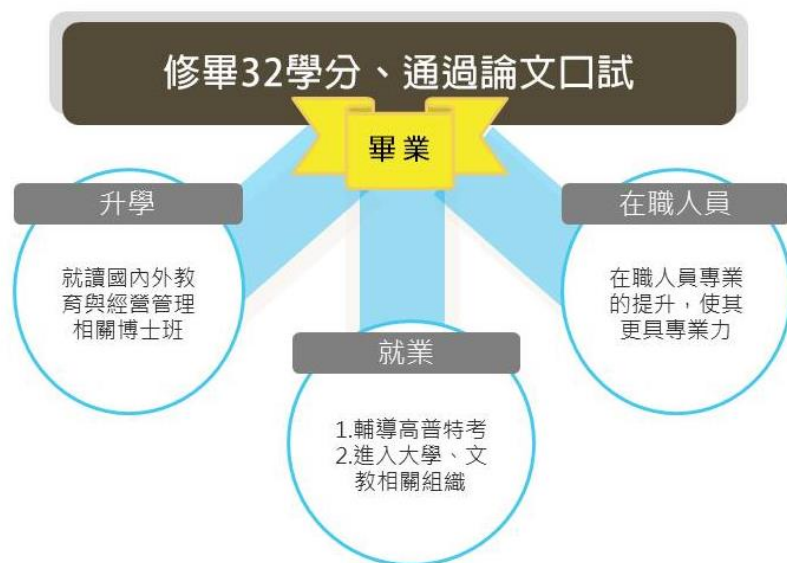 修畢32學分、通過論文口試
畢業
升學
就讀國內外教
育與經營管理
相關博士班
就業
1.輔導高普特考
2.進入大學、文
教相關組織
在職人員
在職人員專業
的提升，使其
更具專業力